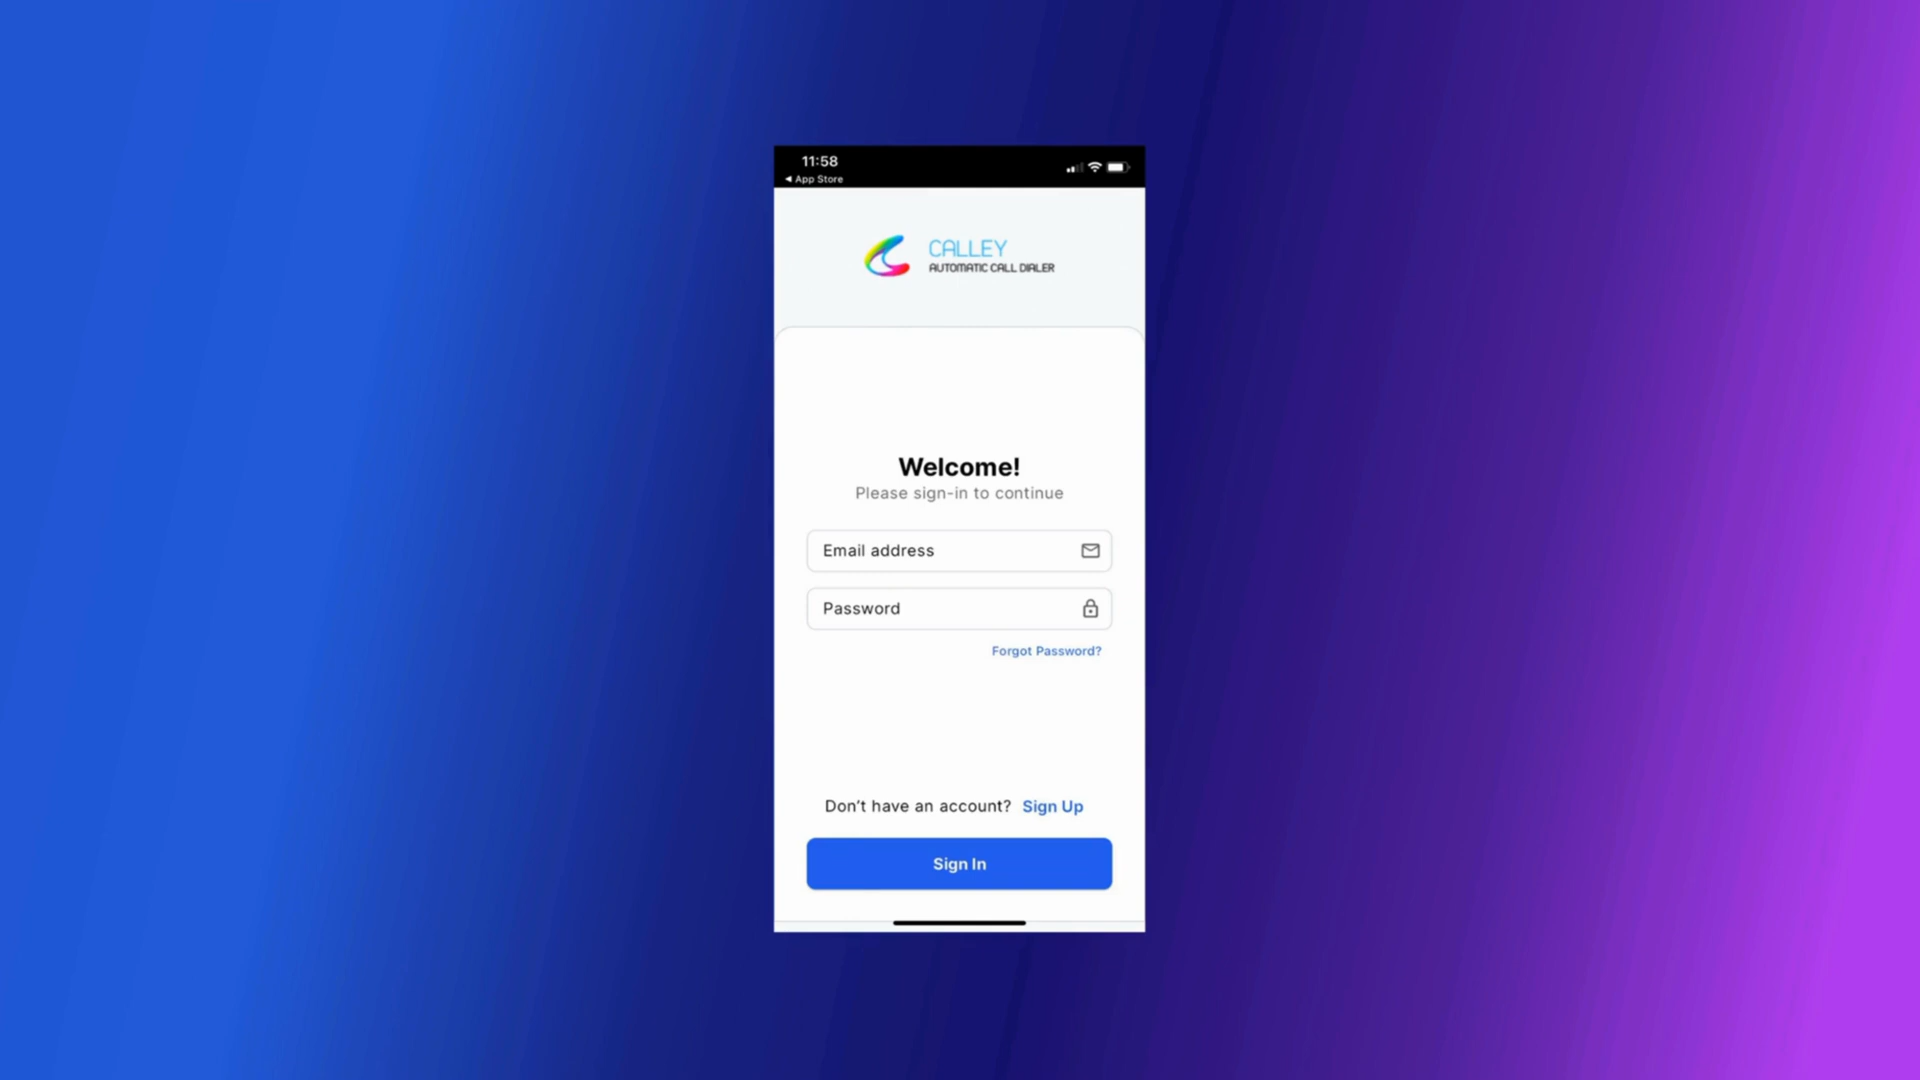 11:58
◀ App Store
CALLEY
AUTOMATIC CALL DIALER
Welcome!
Please sign-in to continue
Email address
Password
Forgot Password?
Don't have an account? Sign Up
Sign In